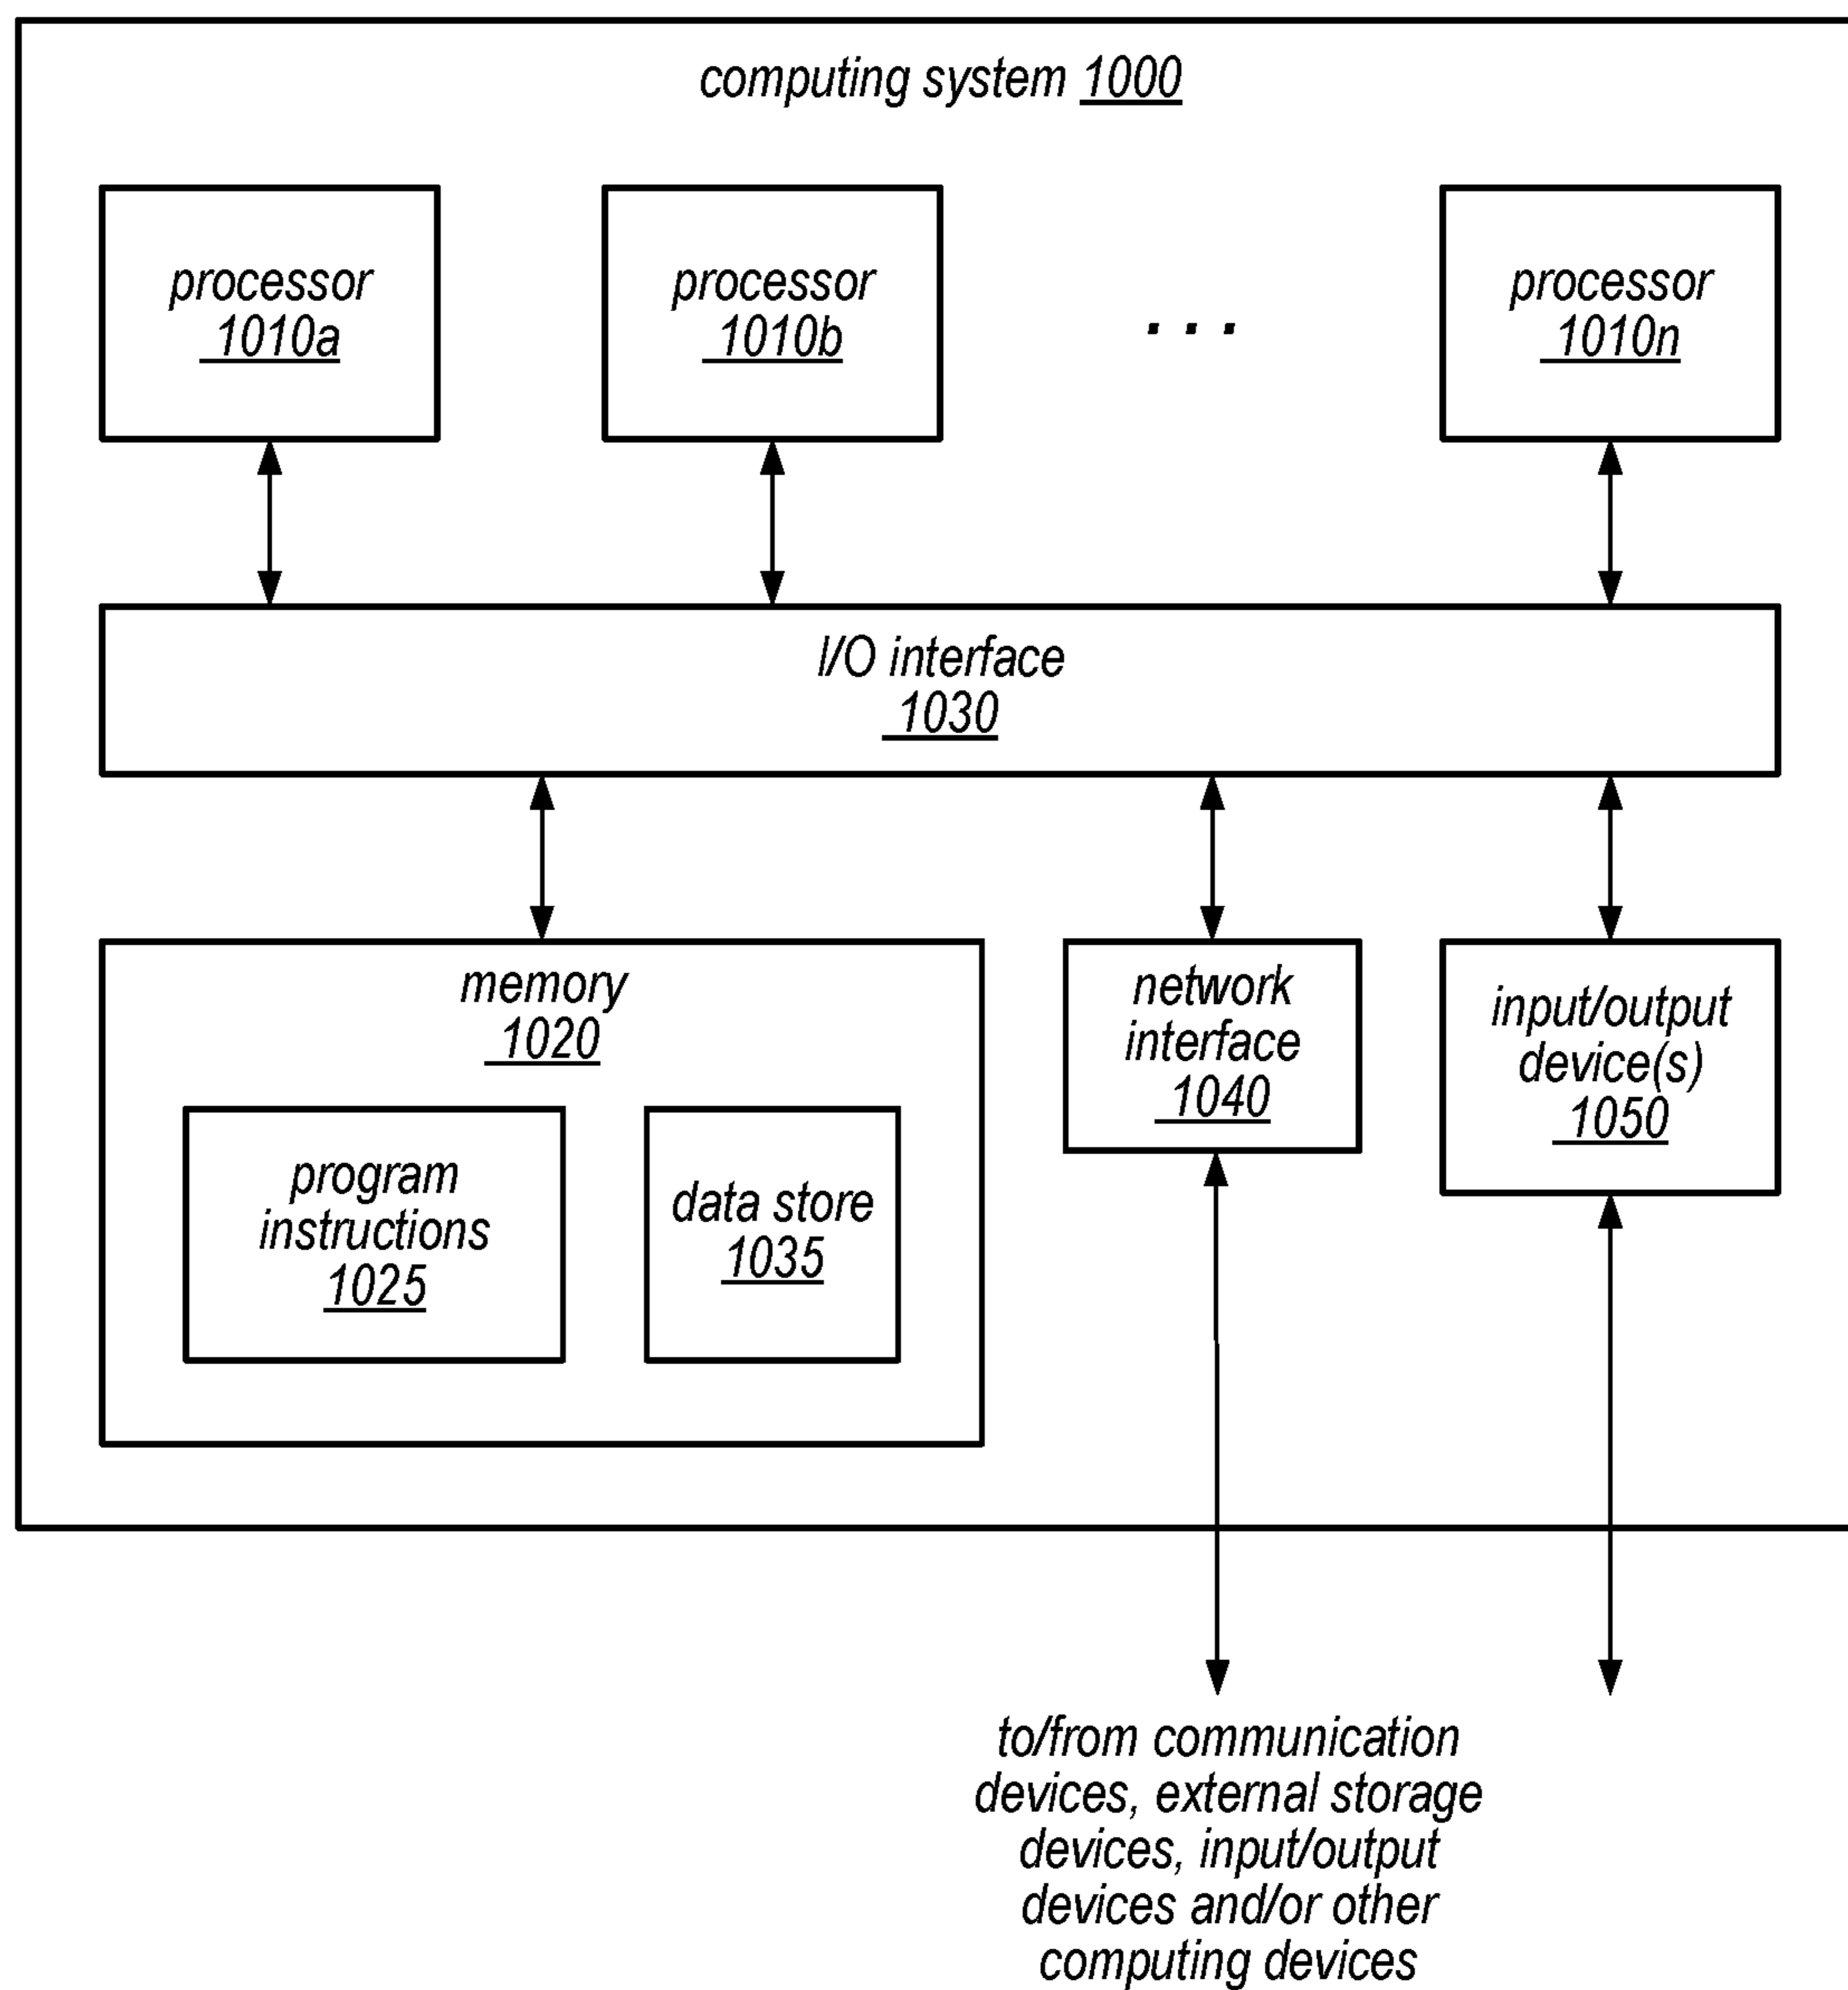 computing system 1000
processor
1010a
processor
1010b
. . .
processor
1010n
I/O interface
1030
memory
1020
program
instructions
1025
data store
1035
network
interface
1040
input/output
device(s)
1050
to/from communication
devices, external storage
devices, input/output
devices and/or other
computing devices